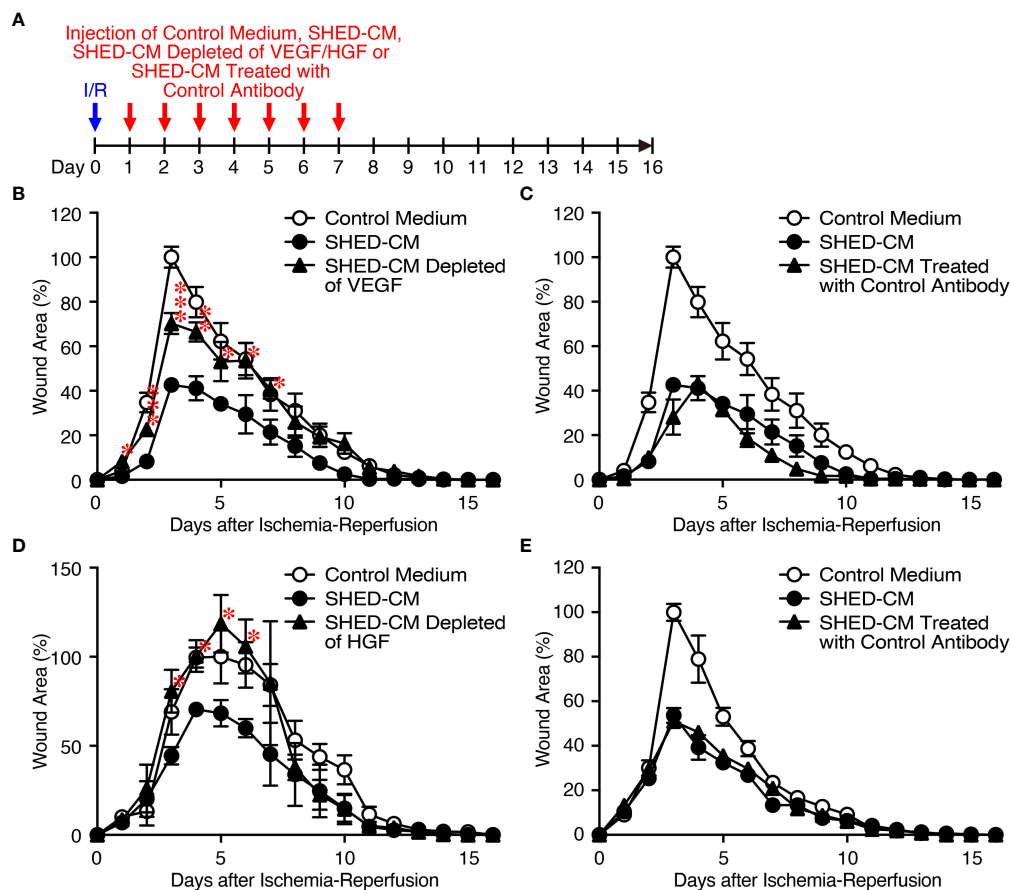 A
Injection of Control Medium, SHED-CM,
SHED-CM Depleted of VEGF/HGF or
SHED-CM Treated with
I/R Control Antibody
Day 0 1 2 3 4 5 6 7 8 9 10 11 12 13 14 15 16
B
120
100
80
60
40
20
0
Wound Area (%)
Control Medium
SHED-CM
SHED-CM Depleted
of VEGF
***
**
*
*
*
***
*
0 5 10 15
Days after Ischemia-Reperfusion
C
120
100
80
60
40
20
0
Wound Area (%)
Control Medium
SHED-CM
SHED-CM Treated
with Control Antibody
0 5 10 15
Days after Ischemia-Reperfusion
D
150
100
50
0
Wound Area (%)
Control Medium
SHED-CM
SHED-CM Depleted
of HGF
*
*
*
*
0 5 10 15
Days after Ischemia-Reperfusion
E
120
100
80
60
40
20
0
Wound Area (%)
Control Medium
SHED-CM
SHED-CM Treated
with Control Antibody
0 5 10 15
Days after Ischemia-Reperfusion